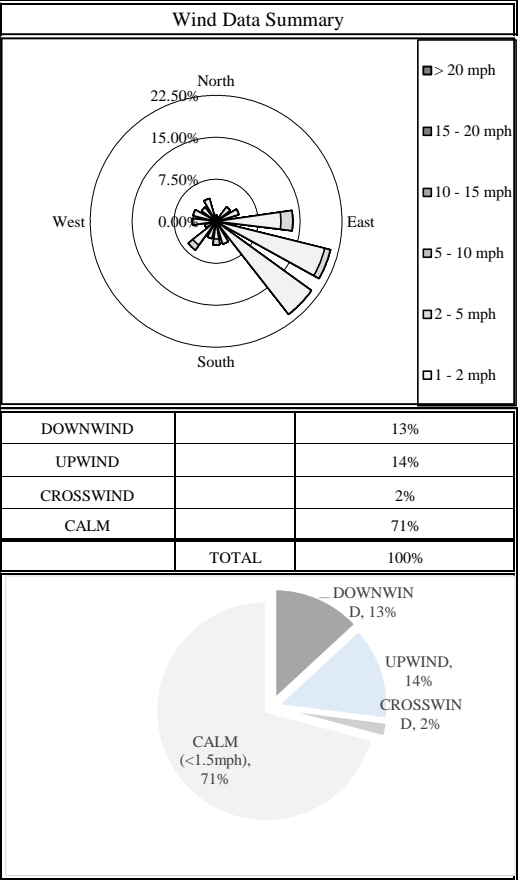 Wind Data Summary
North
22.50%
15.00%
7.50%
0.00%
West
East
South
> 20 mph
15 - 20 mph
10 - 15 mph
5 - 10 mph
2 - 5 mph
1 - 2 mph
DOWNWIND 13%
UPWIND 14%
CROSSWIND 2%
CALM 71%
TOTAL 100%
DOWNWIN
D, 13%
UPWIND,
14%
CROSSWIN
D, 2%
CALM
(<1.5mph),
71%